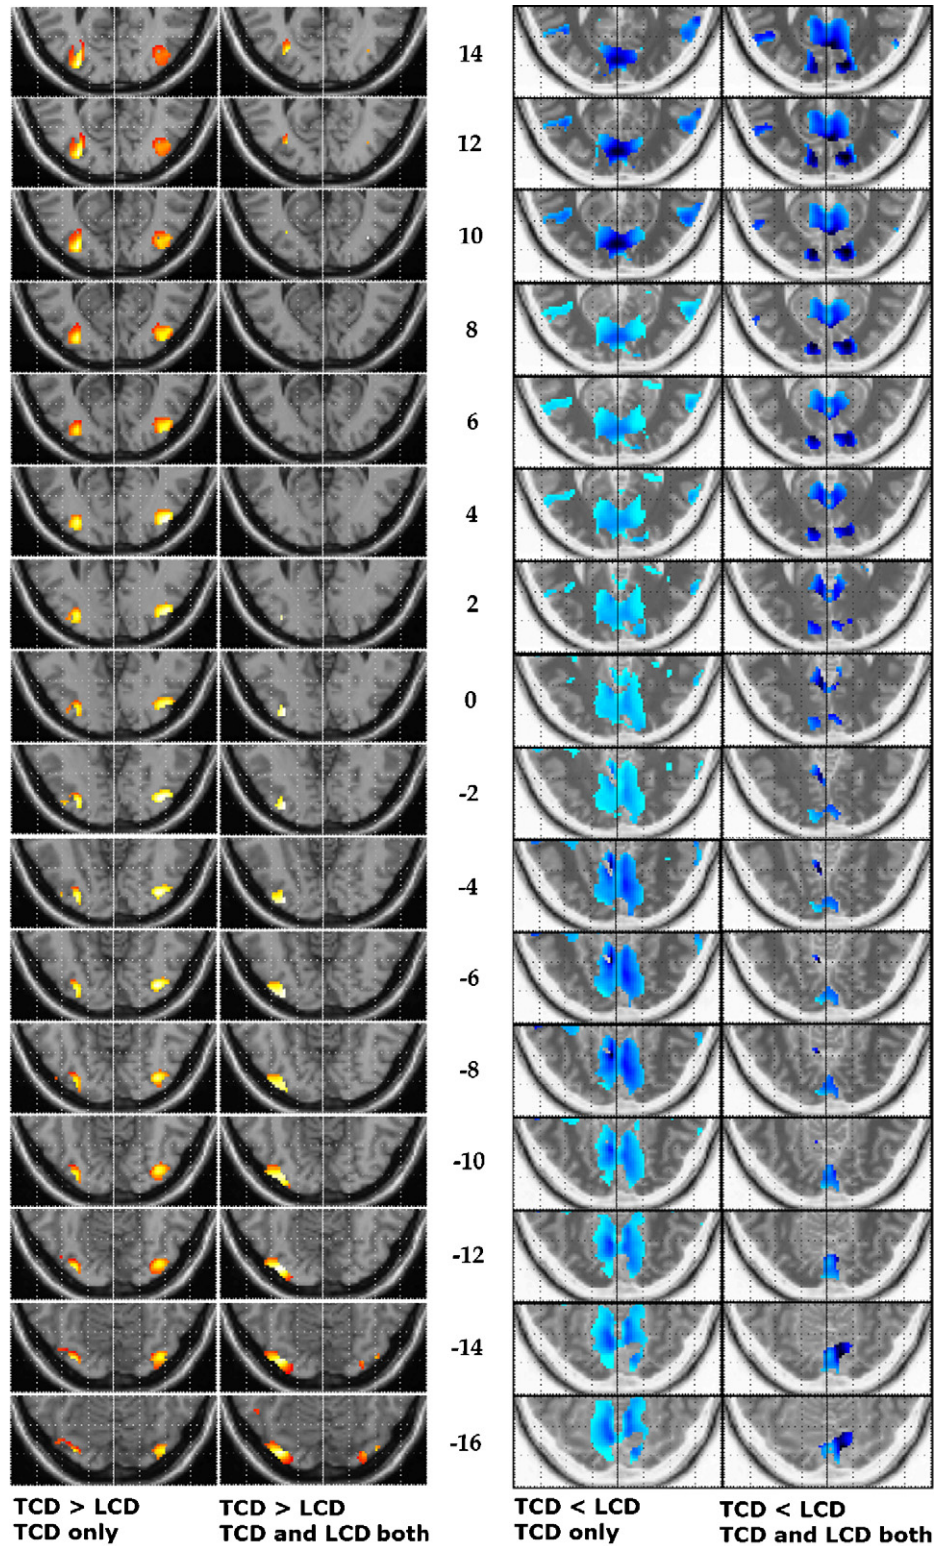 14
12
10
8
6
4
2
0
-2
-4
-6
-8
-10
-12
-14
-16
TCD > LCD
TCD only
TCD > LCD
TCD and LCD both
TCD < LCD
TCD only
TCD < LCD
TCD and LCD both